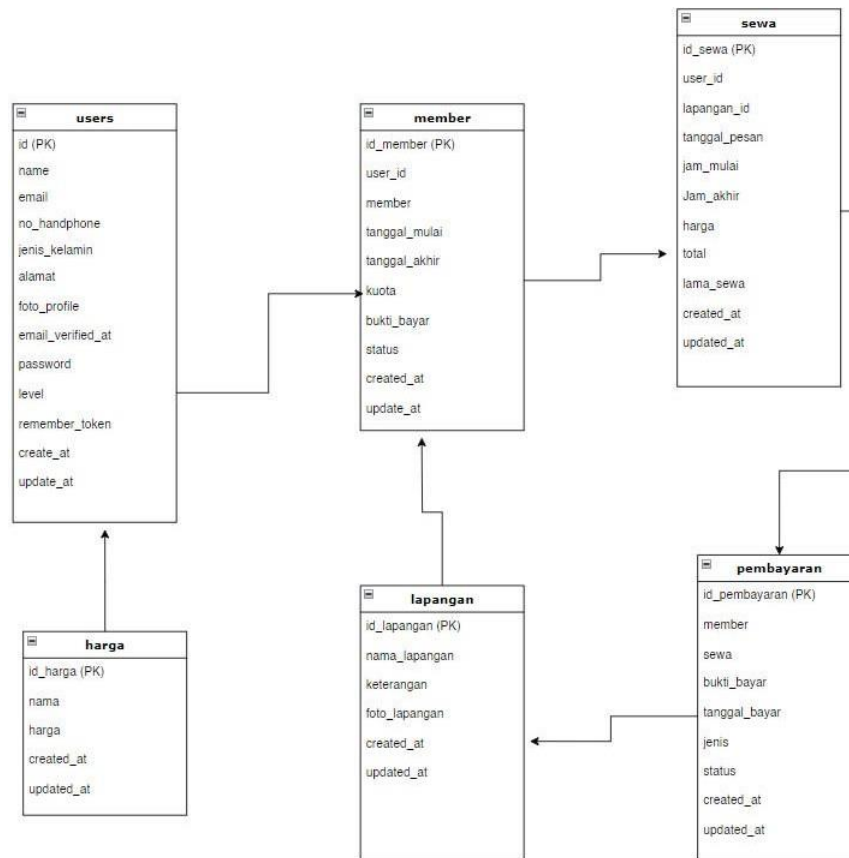 users
id (PK)
name
email
no_handphone
jenis_kelamin
alamat
foto_profile
email_verified_at
password
level
remember_token
create_at
update_at
member
id_member (PK)
user_id
member
tanggal_mulai
tanggal_akhir
kuota
bukti_bayar
status
created_at
update_at
sewa
id_sewa (PK)
user_id
lapangan_id
tanggal_pesan
jam_mulai
Jam_akhir
harga
total
lama_sewa
created_at
updated_at
harga
id_harga (PK)
nama
harga
created_at
updated_at
lapangan
id_lapangan (PK)
nama_lapangan
keterangan
foto_lapangan
created_at
updated_at
pembayaran
id_pembayaran (PK)
member
sewa
bukti_bayar
tanggal_bayar
jenis
status
created_at
updated_at